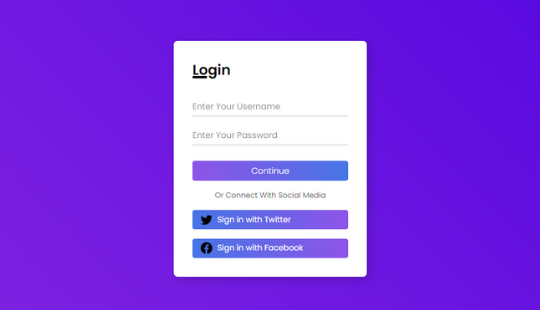 Login
Enter Your Username
Enter Your Password
Continue
Or Connect With Social Media
Sign in with Twitter
Sign in with Facebook